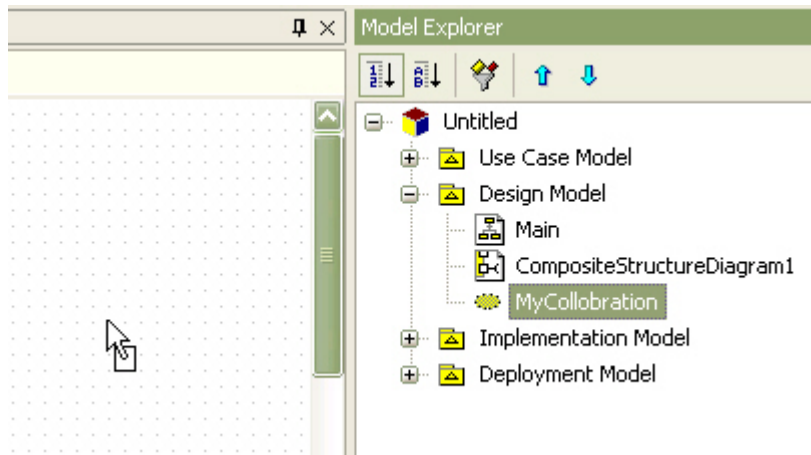 Model Explorer
Untitled
Use Case Model
Design Model
Main
CompositeStructureDiagram1
MyCollobration
Implementation Model
Deployment Model